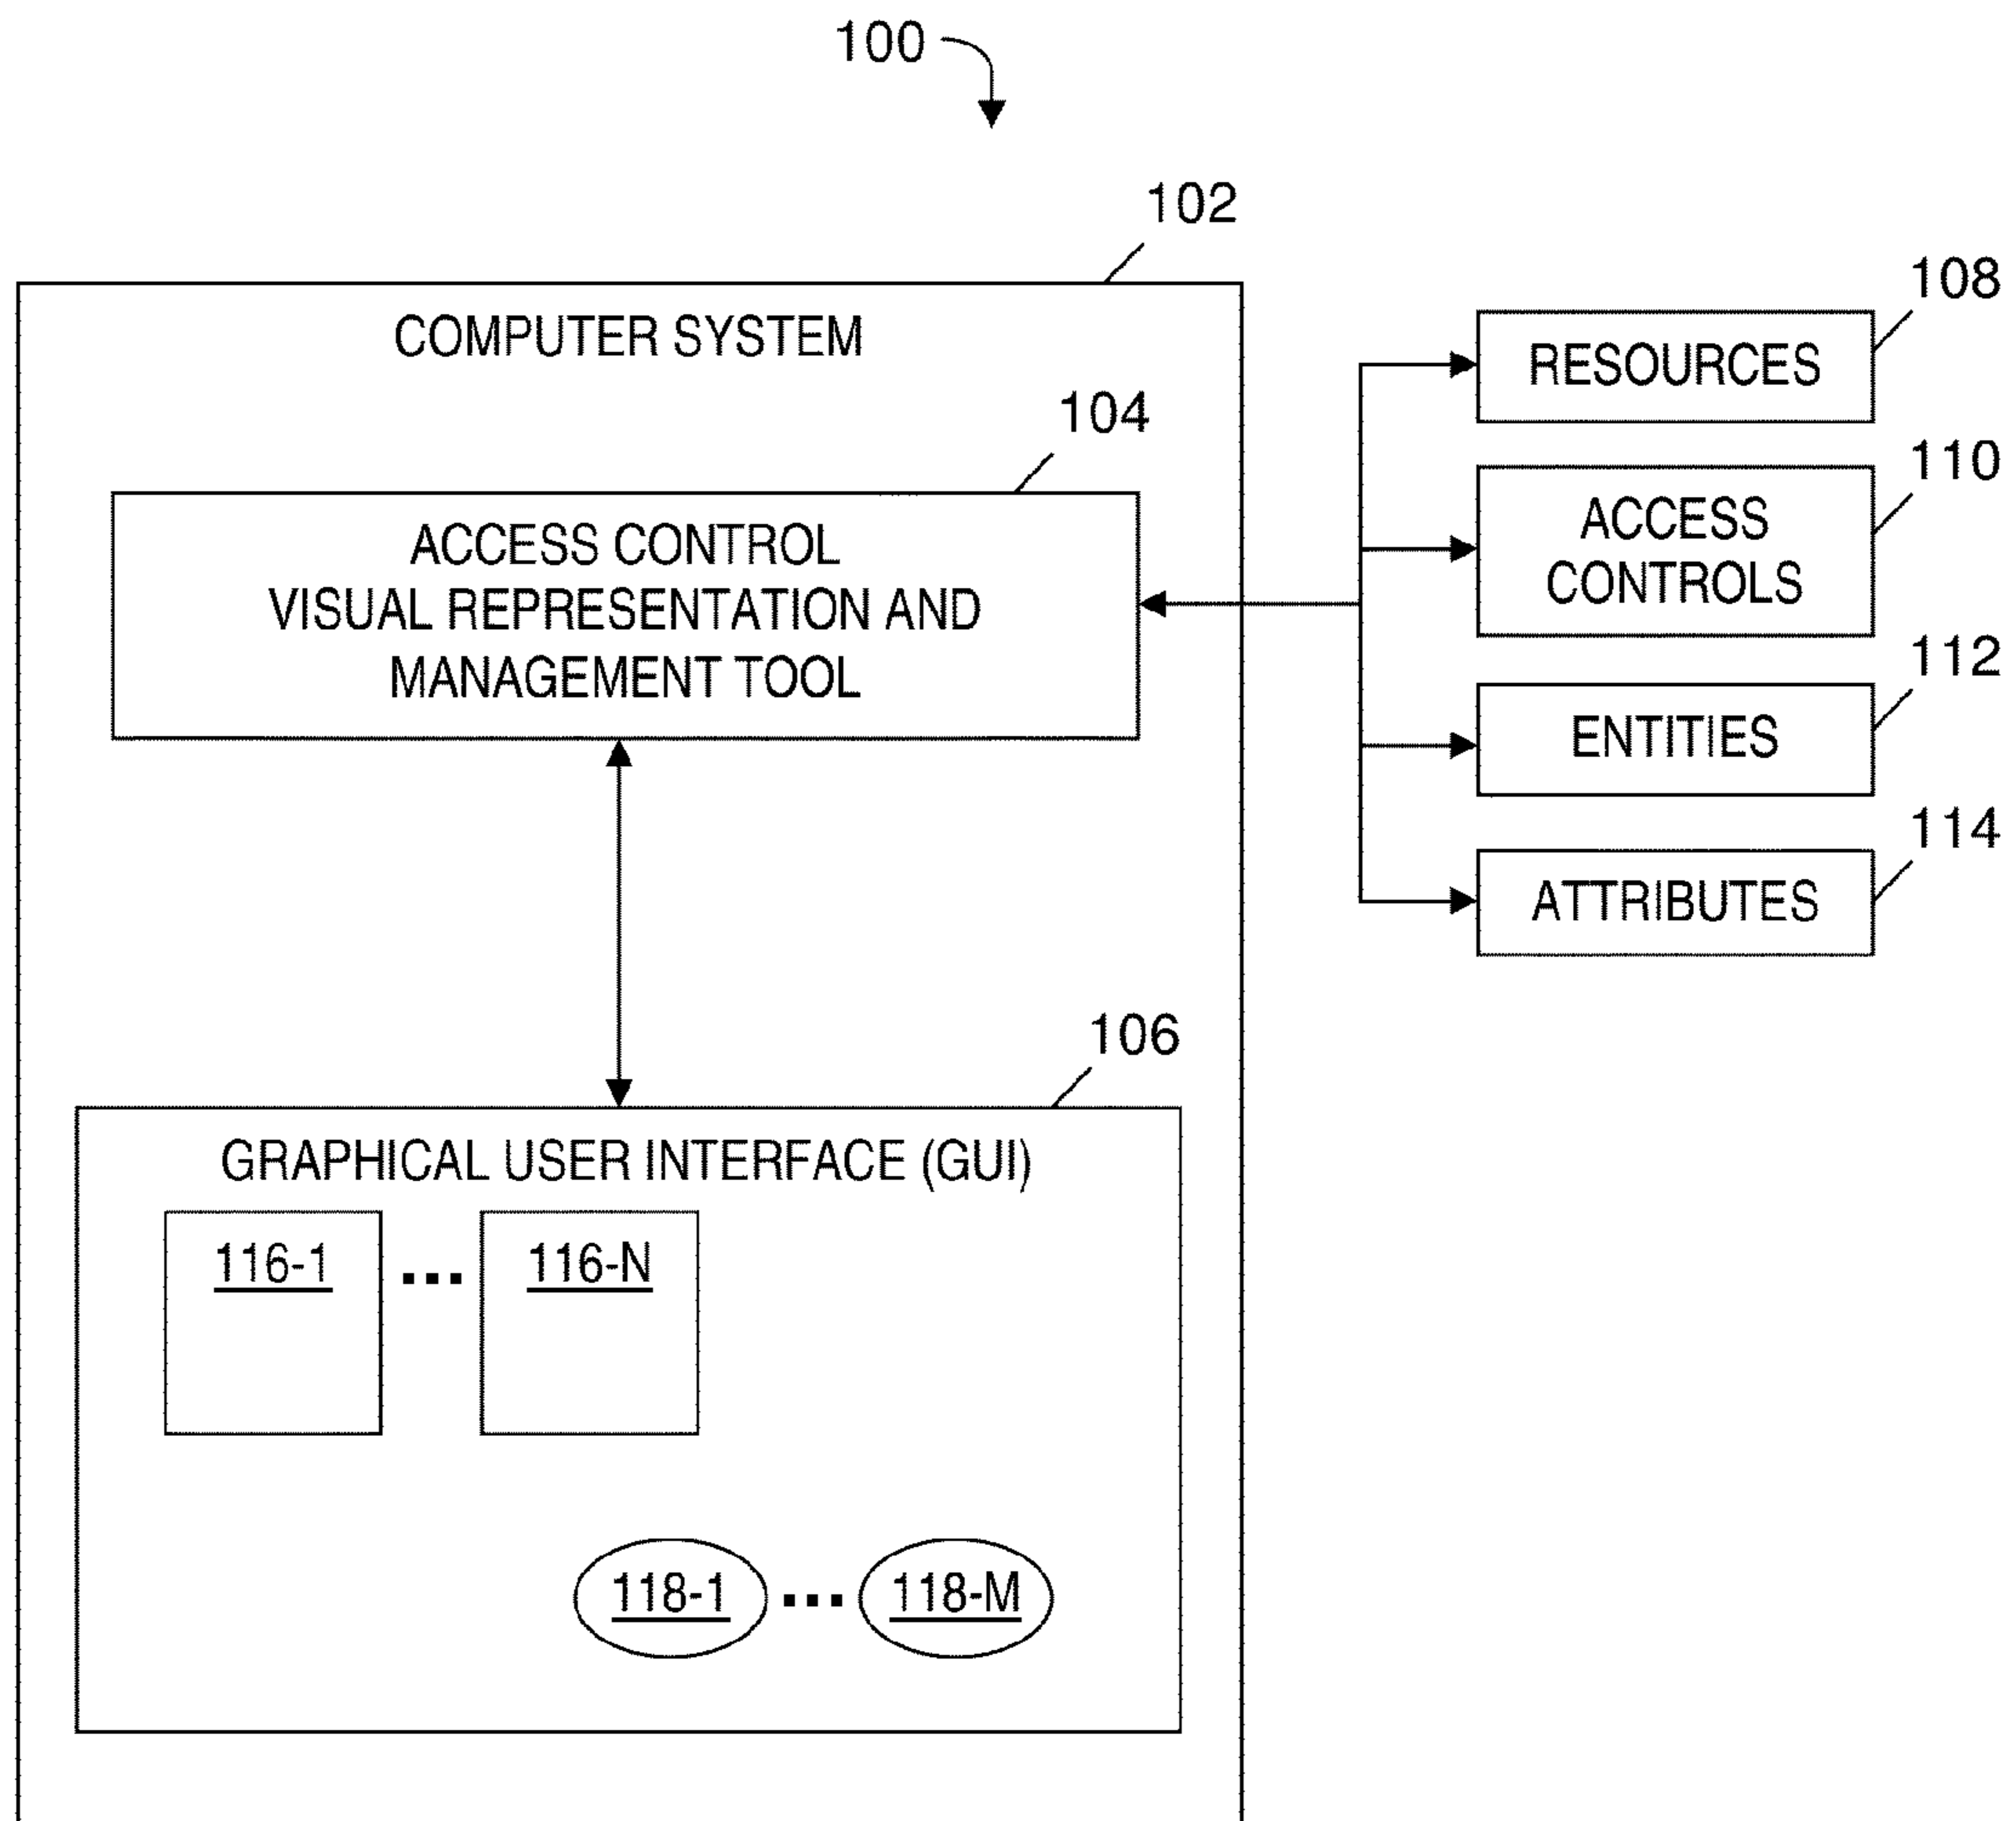 100
102
COMPUTER SYSTEM
108
RESOURCES
104
110
ACCESS CONTROL
VISUAL REPRESENTATION AND
MANAGEMENT TOOL
ACCESS
CONTROLS
112
ENTITIES
114
ATTRIBUTES
106
GRAPHICAL USER INTERFACE (GUI)
116-1 ... 116-N
118-1 ... 118-M